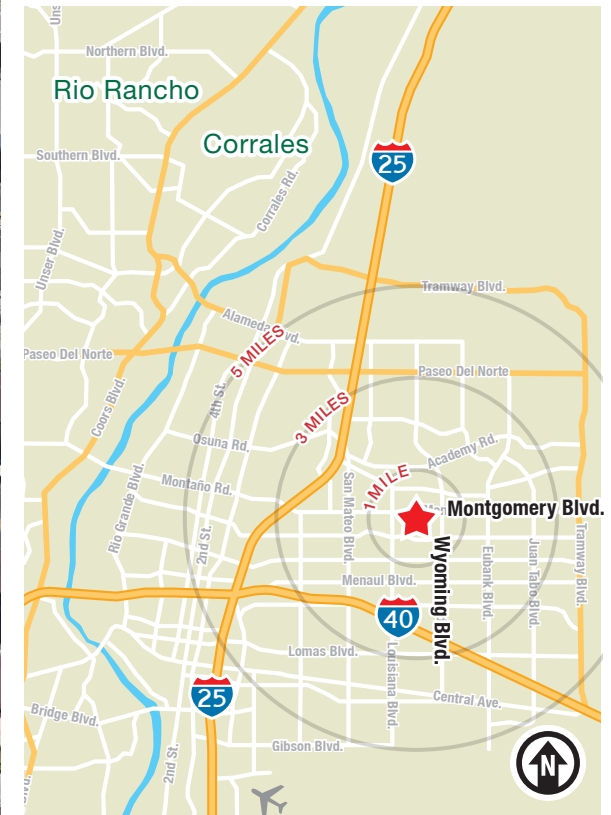 Uns
Northern Blvd.
Rio Rancho
Corrales
Southern Blvd.
25
Corrales Rd.
Unser Blvd.
Tramway Blvd.
Alameda Blvd.
Paseo Del Norte
5 MILES
Paseo Del Norte
Coors Blvd.
4th St.
3 MILES
Osuna Rd.
Academy Rd.
1 MILE
Montaño Rd.
San Mateo Blvd.
Montgomery Blvd.
Rio Grande Blvd.
2nd St.
Wyoming Blvd.
Eubank Blvd.
Juan Tabo Blvd.
Tramway Blvd.
Menaul Blvd.
40
Lomas Blvd.
Louisiana Blvd.
25
Central Ave.
Bridge Blvd.
Gibson Blvd.
2nd St.
Blvd.
N